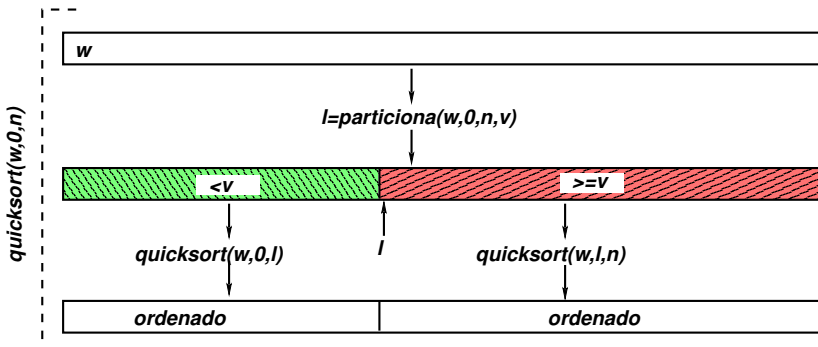 quicksort(w,0,n)
w
l=particiona(w,0,n,v)
<v
>=v
quicksort(w,0,l)
l
quicksort(w,l,n)
ordenado
ordenado